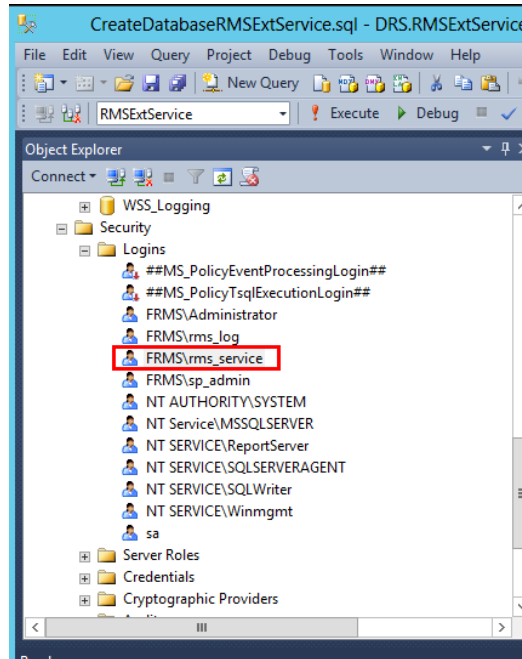 CreateDatabaseRMSExtService.sql - DRS.RMSExtService
File Edit View Query Project Debug Tools Window Help
New Query
RMSExtService Execute Debug
Object Explorer
Connect
WSS_Logging
Security
Logins
##MS_PolicyEventProcessingLogin##
##MS_PolicyTsqlExecutionLogin##
FRMS\Administrator
FRMS\rms_log
FRMS\rms_service
FRMS\sp_admin
NT AUTHORITY\SYSTEM
NT Service\MSSQLSERVER
NT SERVICE\ReportServer
NT SERVICE\SQLSERVERAGENT
NT SERVICE\SQLWriter
NT SERVICE\Winmgmt
sa
Server Roles
Credentials
Cryptographic Providers